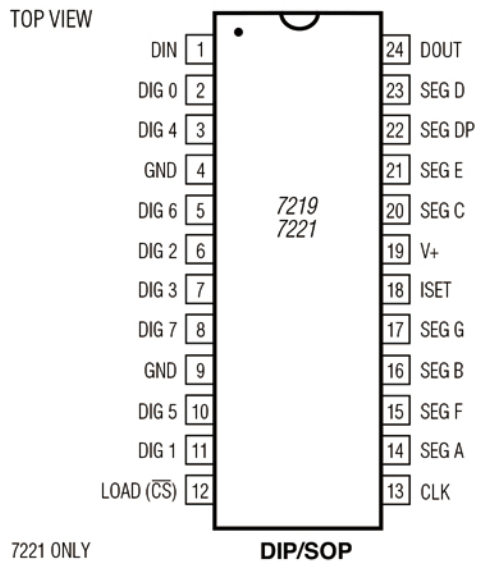 TOP VIEW
DIN 1
DIG 0 2
DIG 4 3
GND 4
DIG 6 5
DIG 2 6
DIG 3 7
DIG 7 8
GND 9
DIG 5 10
DIG 1 11
LOAD (C̅S̅) 12
7219
7221
24 DOUT
23 SEG D
22 SEG DP
21 SEG E
20 SEG C
19 V+
18 ISET
17 SEG G
16 SEG B
15 SEG F
14 SEG A
13 CLK
7221 ONLY
DIP/SOP